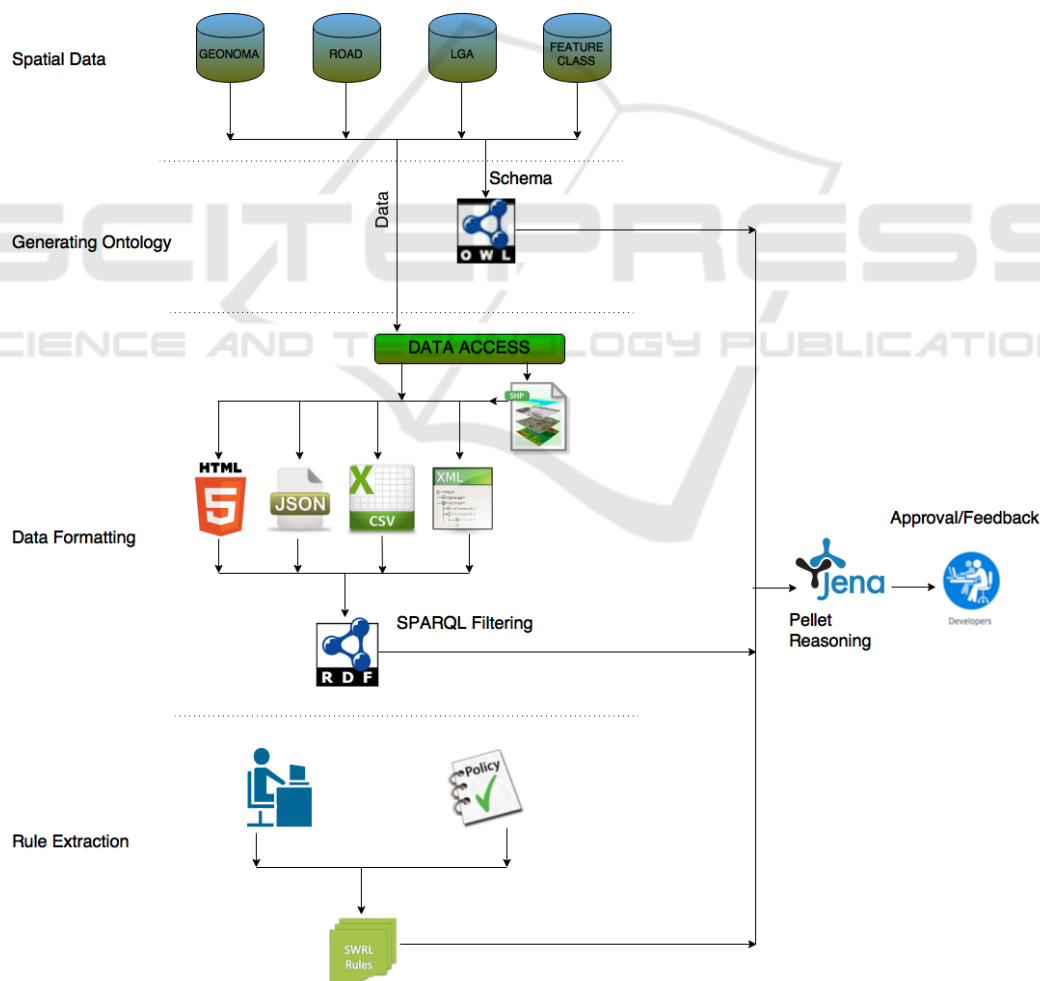 Spatial Data
GEONOMA
ROAD
LGA
FEATURE
CLASS
Schema
Data
Generating Ontology
OWL
SCITEPRESS
SCIENCE AND TECHNOLOGY PUBLICATION
DATA ACCESS
SHP
HTML
5
JSON
X
CSV
XML
Data Formatting
Approval/Feedback
SPARQL Filtering
RDF
Jena
Pellet
Reasoning
Developers
Policy
Rule Extraction
SWRL
Rules